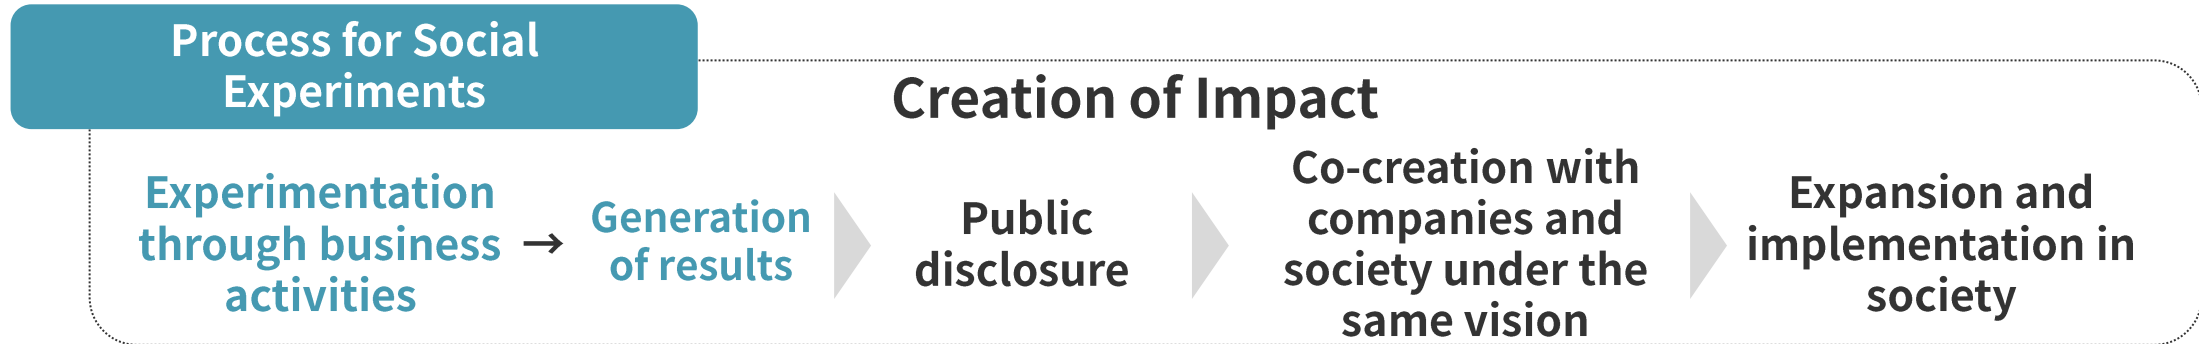 Process for Social
Experiments
Creation of Impact
Experimentation
through business
activities
→
Generation
of results
Public
disclosure
Co-creation with
companies and
society under the
same vision
Expansion and
implementation in
society